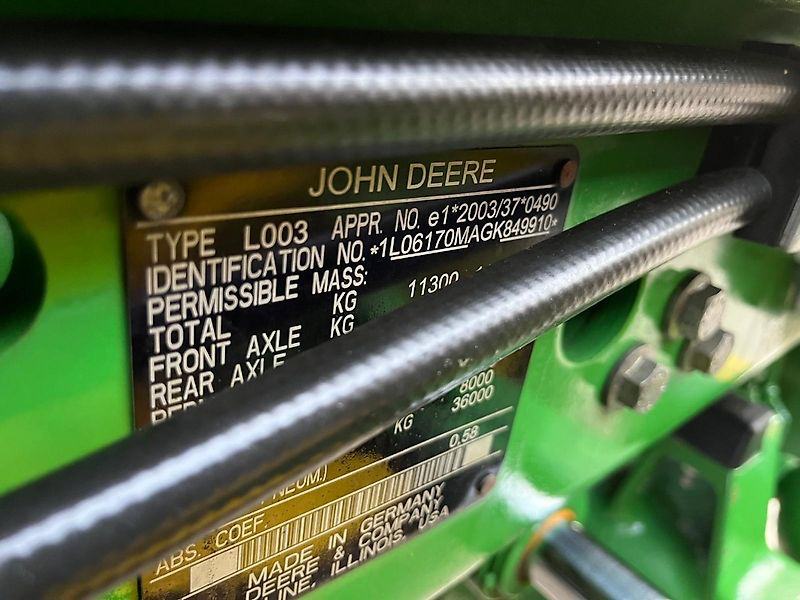 JOHN DEERE
TYPE L003 APPR. NO. e1*2003/37*0490
IDENTIFICATION NO. *1L06170MAGK849910*
PERMISSIBLE MASS:
TOTAL KG 11300
FRONT AXLE KG
REAR AXLE
8000
KG 36000
0.58
ABS. COEF.
MADE IN GERMANY
DEERE & COMPANY
ILLINOIS, USA